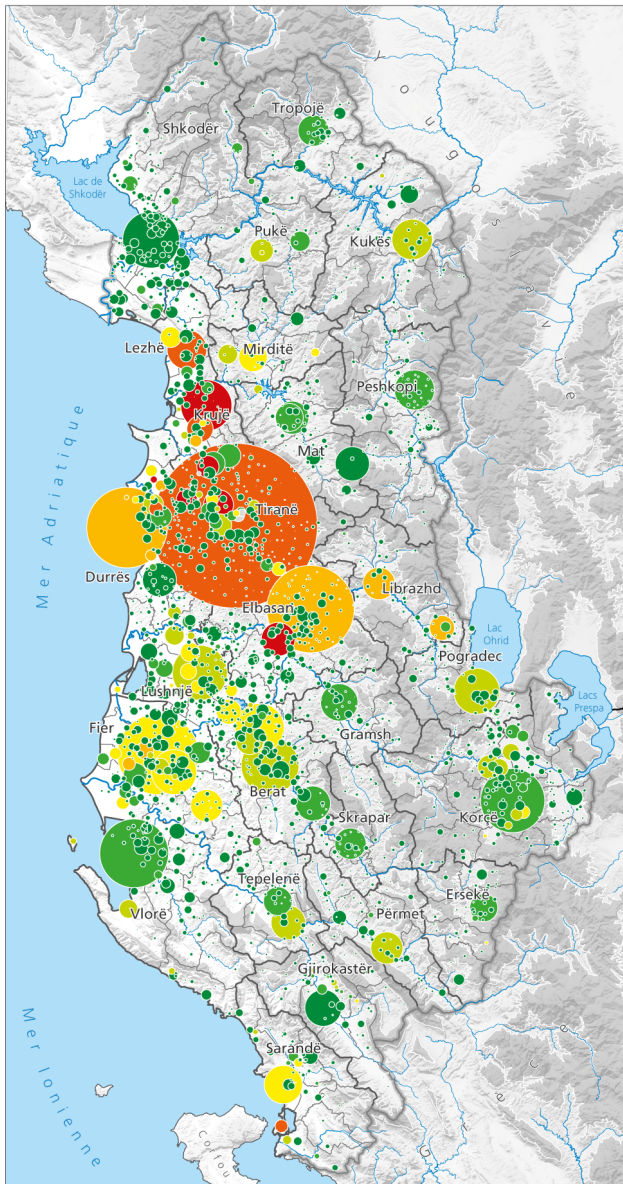 Y o u g o s l a v i e
Tropojë
Shkodër
Lac de
Shkodër
Pukë
Kukës
Lezhë
Mirditë
Peshkopi
Krujë
Mat
Mer Adriatique
Tiranë
Durrës
Elbasan
Librazhd
Lac
Ohrid
Pogradec
Lushnjë
Lacs
Prespa
Fier
Gramsh
Berat
Skrapar
Korçë
Tepelenë
Ersekë
Vlorë
Përmet
Gjirokastër
Sarandë
Mer Ionienne
Corfou
G r è c e